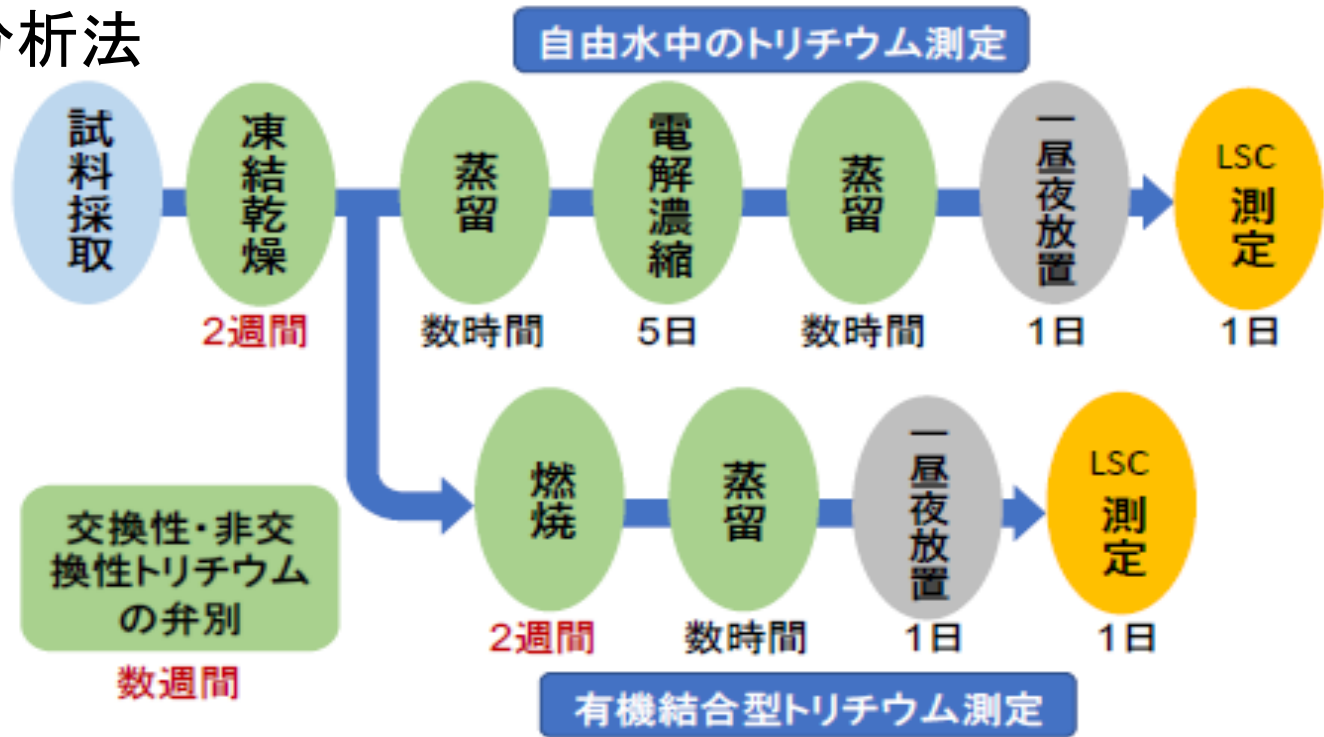 分析法
自由水中のトリチウム測定
試料採取
凍結乾燥
蒸留
電解濃縮
蒸留
一昼夜放置
LSC
測定
2週間
数時間
5日
数時間
1日
1日
燃焼
蒸留
一昼夜放置
LSC
測定
2週間
数時間
1日
1日
交換性・非交
換性トリチウム
の弁別
数週間
有機結合型トリチウム測定